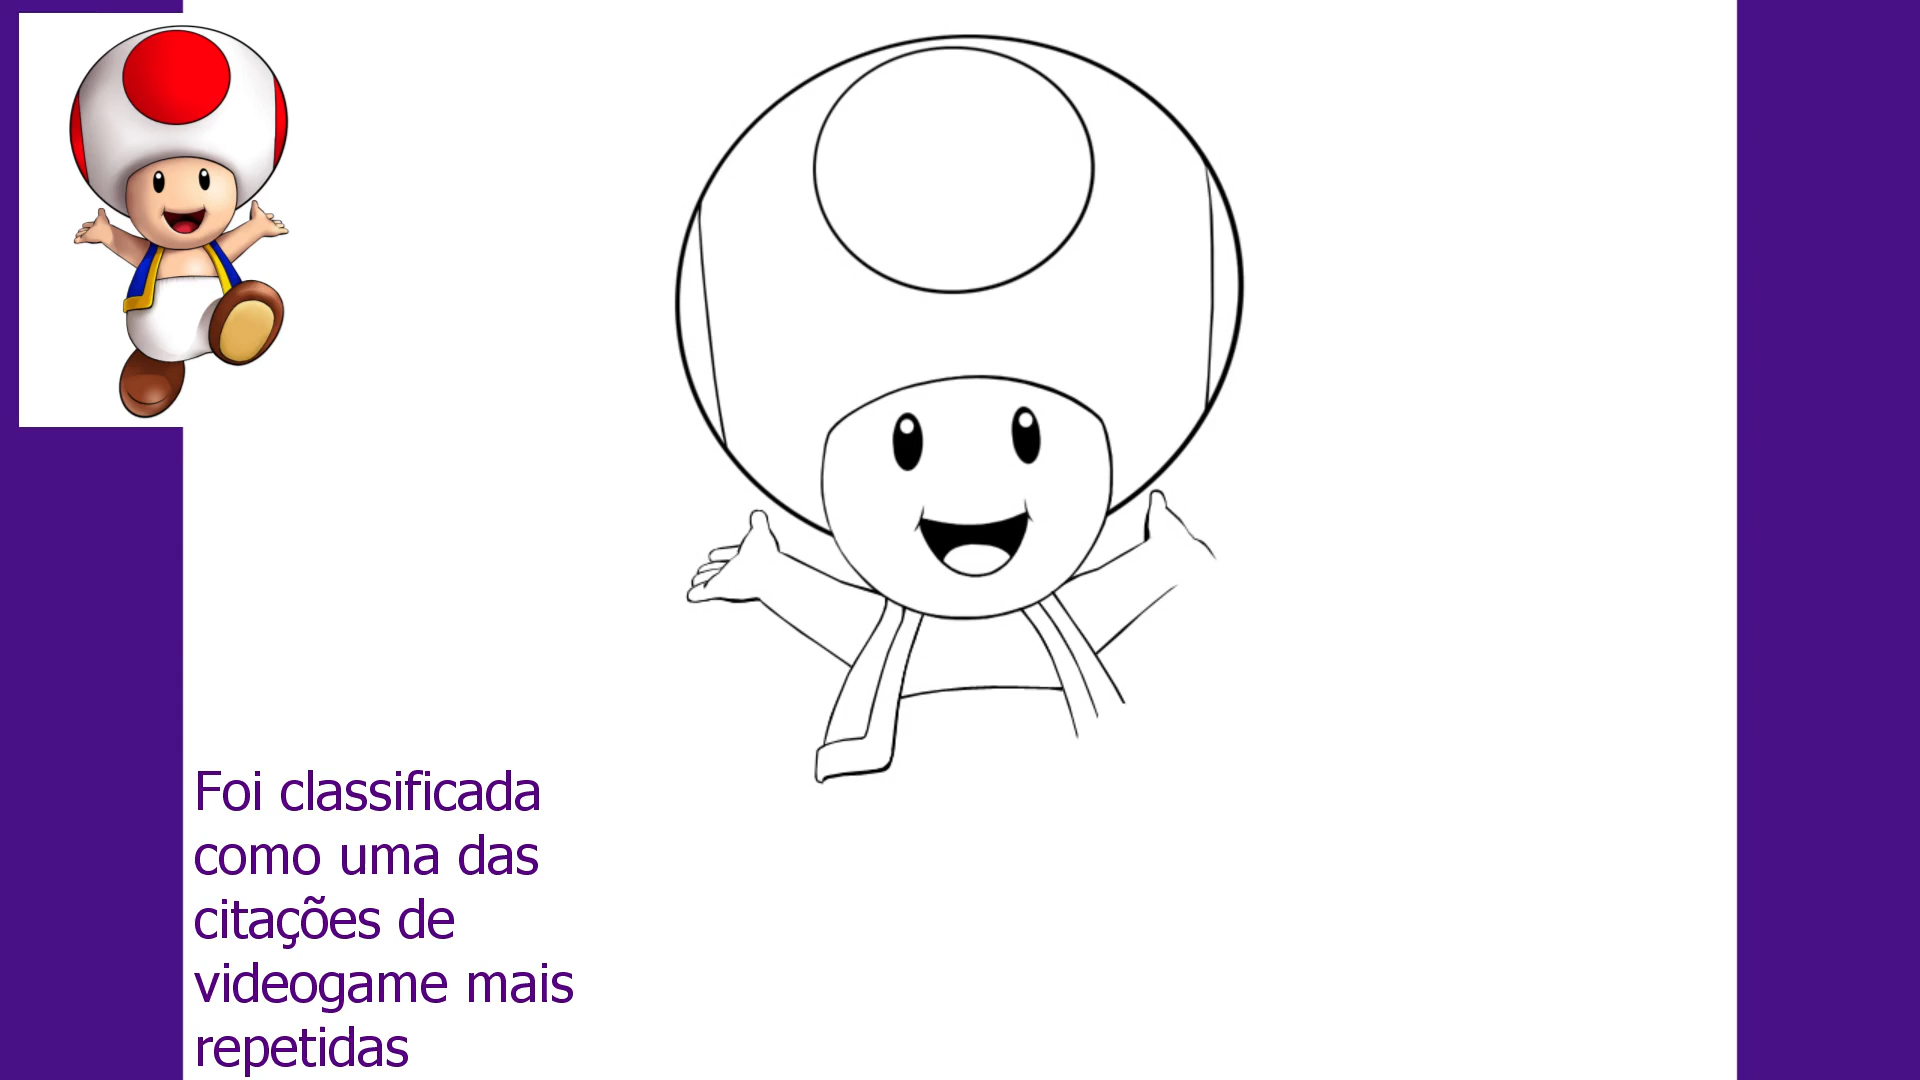 Foi classificada
como uma das
citações de
videogame mais
repetidas